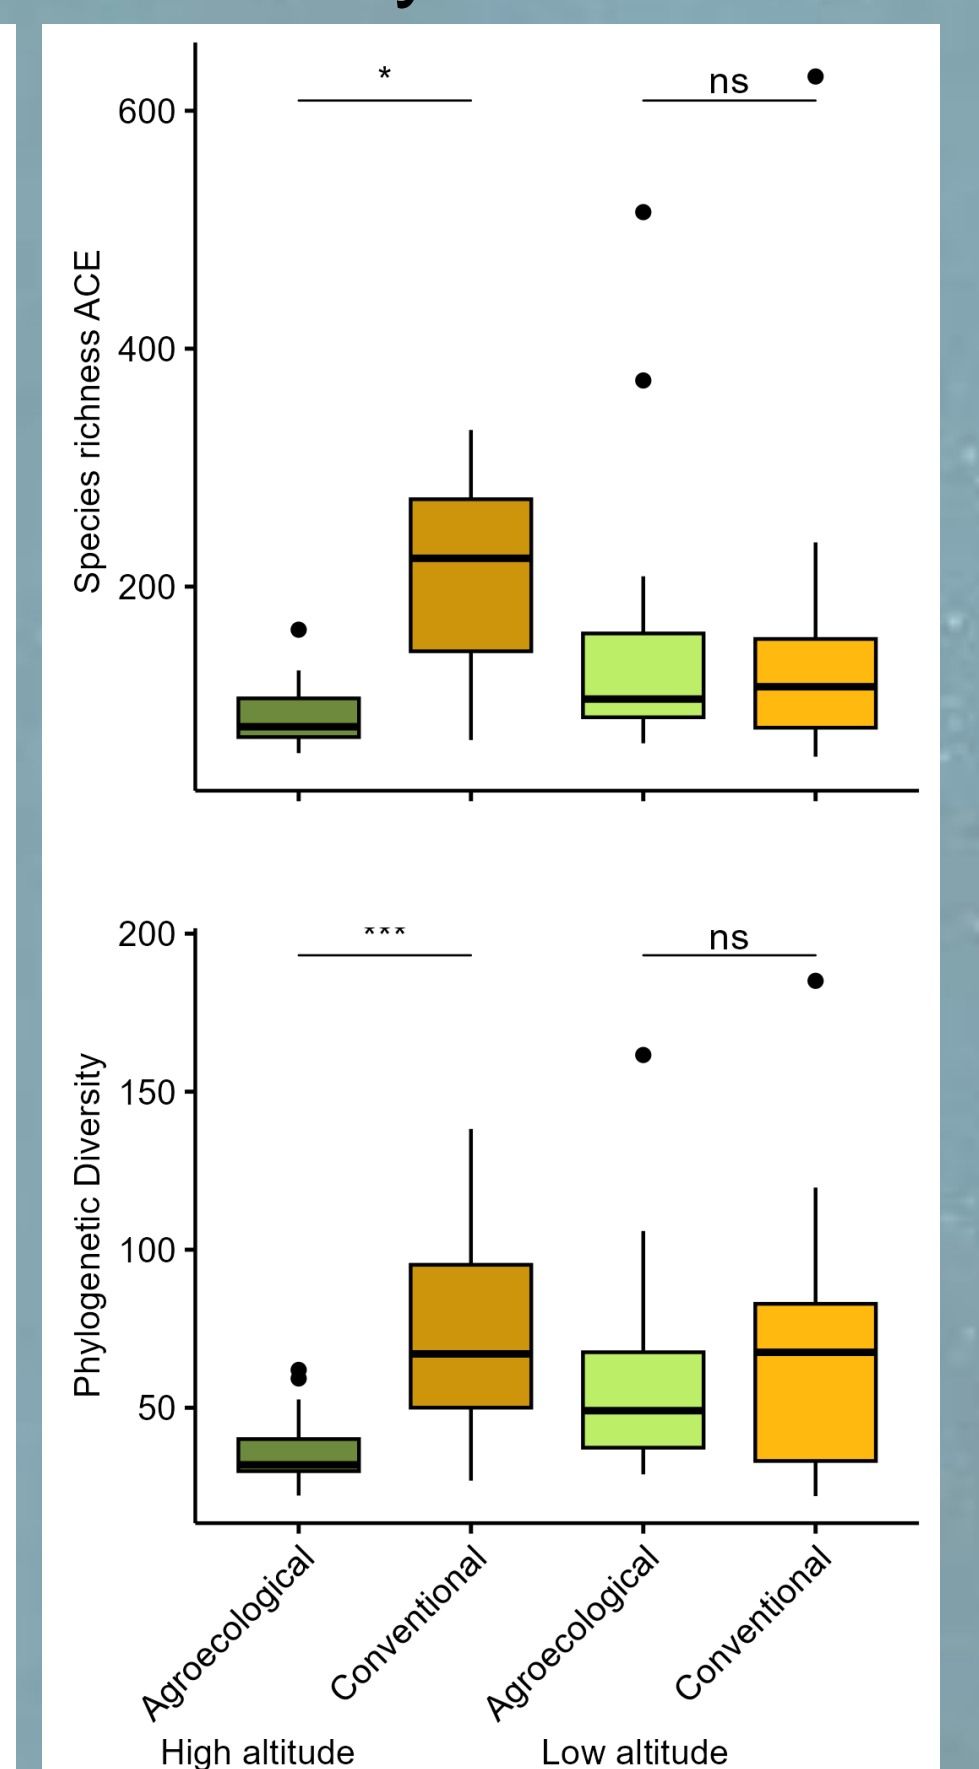 *
ns
600
400
200
Species richness ACE
***
ns
200
150
100
50
Phylogenetic Diversity
Agroecological
Conventional
Agroecological
Conventional
High altitude
Low altitude